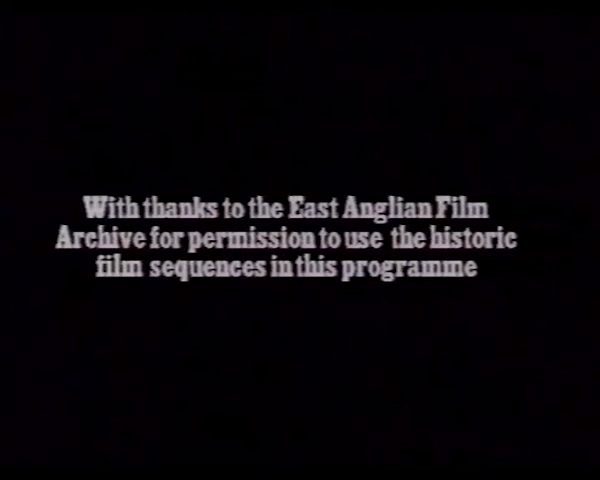 With thanks to the East Anglian Film
Archive for permission to use the historic
film sequences in this programme